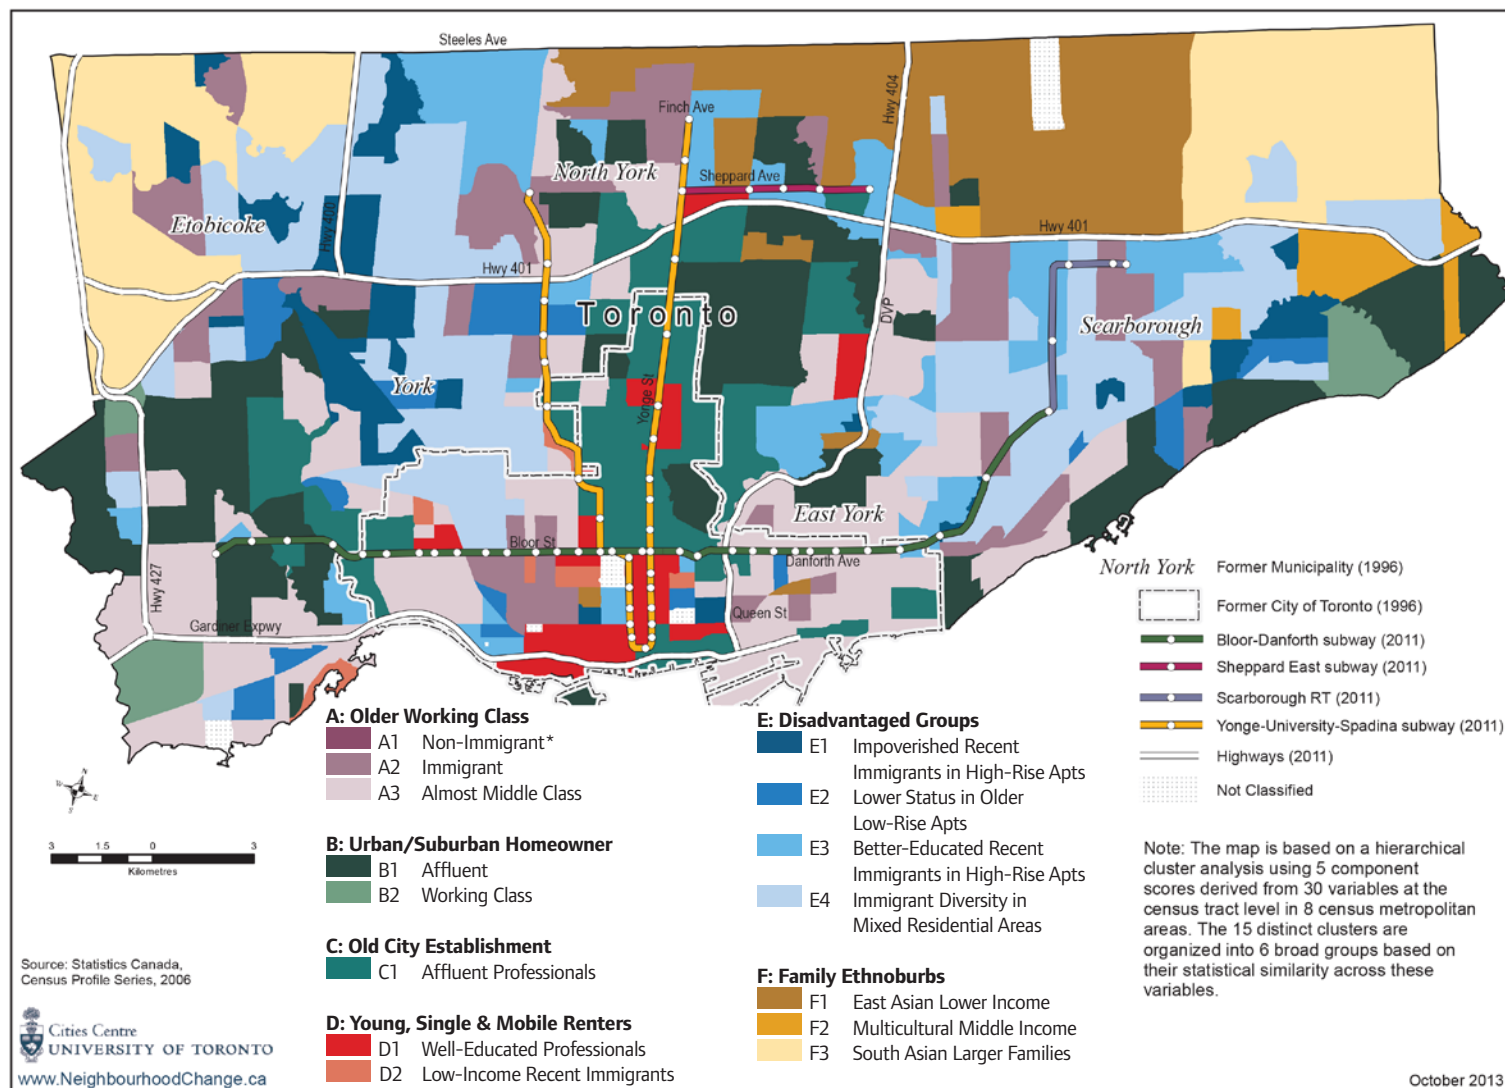 Steeles Ave
Finch Ave
Hwy 404
North York
Sheppard Ave
Etobicoke
Hwy 400
Hwy 401
Hwy 401
Toronto
DVP
Scarborough
York
Yonge St
East York
Bloor St
Danforth Ave
Hwy 427
Queen St
Gardiner Expwy
N
W
E
3 1.5 0 3
Kilometres
Source: Statistics Canada,
Census Profile Series, 2006
Cities Centre
UNIVERSITY OF TORONTO
www.NeighbourhoodChange.ca
A: Older Working Class
A1 Non-Immigrant*
A2 Immigrant
A3 Almost Middle Class
B: Urban/Suburban Homeowner
B1 Affluent
B2 Working Class
C: Old City Establishment
C1 Affluent Professionals
D: Young, Single & Mobile Renters
D1 Well-Educated Professionals
D2 Low-Income Recent Immigrants
E: Disadvantaged Groups
E1 Impoverished Recent
Immigrants in High-Rise Apts
E2 Lower Status in Older
Low-Rise Apts
E3 Better-Educated Recent
Immigrants in High-Rise Apts
E4 Immigrant Diversity in
Mixed Residential Areas
F: Family Ethnoburbs
F1 East Asian Lower Income
F2 Multicultural Middle Income
F3 South Asian Larger Families
North York Former Municipality (1996)
Former City of Toronto (1996)
Bloor-Danforth subway (2011)
Sheppard East subway (2011)
Scarborough RT (2011)
Yonge-University-Spadina subway (2011)
Highways (2011)
Not Classified
Note: The map is based on a hierarchical
cluster analysis using 5 component
scores derived from 30 variables at the
census tract level in 8 census metropolitan
areas. The 15 distinct clusters are
organized into 6 broad groups based on
their statistical similarity across these
variables.
October 2013